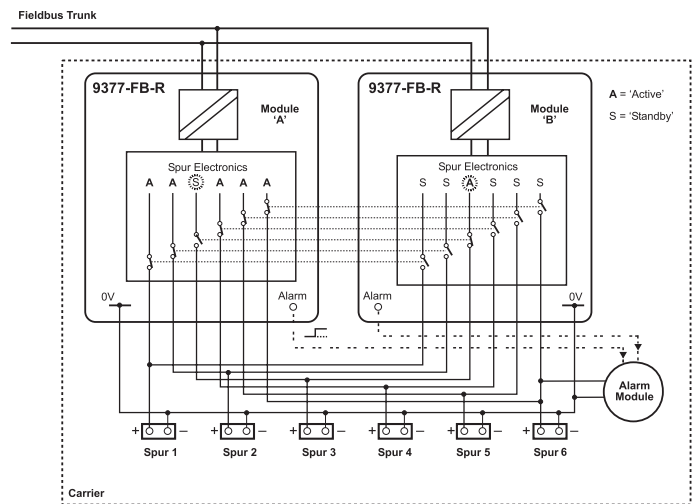 Fieldbus Trunk
9377-FB-R
Module
‘A’
Spur Electronics
A A S A A A
0V
Alarm
9377-FB-R
Module
‘B’
Spur Electronics
S S A S S S
Alarm
0V
A = ‘Active’
S = ‘Standby’
Alarm
Module
+ – + – + – + – + – + –
Spur 1 Spur 2 Spur 3 Spur 4 Spur 5 Spur 6
Carrier